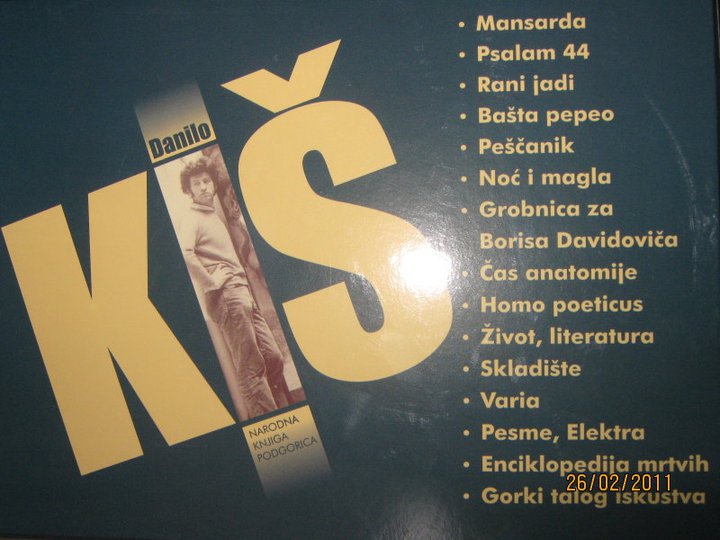 Danilo
KIŠ
NARODNA
KNJIGA
PODGORICA
• Mansarda
• Psalam 44
• Rani jadi
• Bašta pepeo
• Peščanik
• Noć i magla
• Grobnica za
Borisa Davidoviča
• Čas anatomije
• Homo poeticus
• Život, literatura
• Skladište
• Varia
• Pesme, Elektra
• Enciklopedija mrtvih
• Gorki talog iskustva
26/02/2011